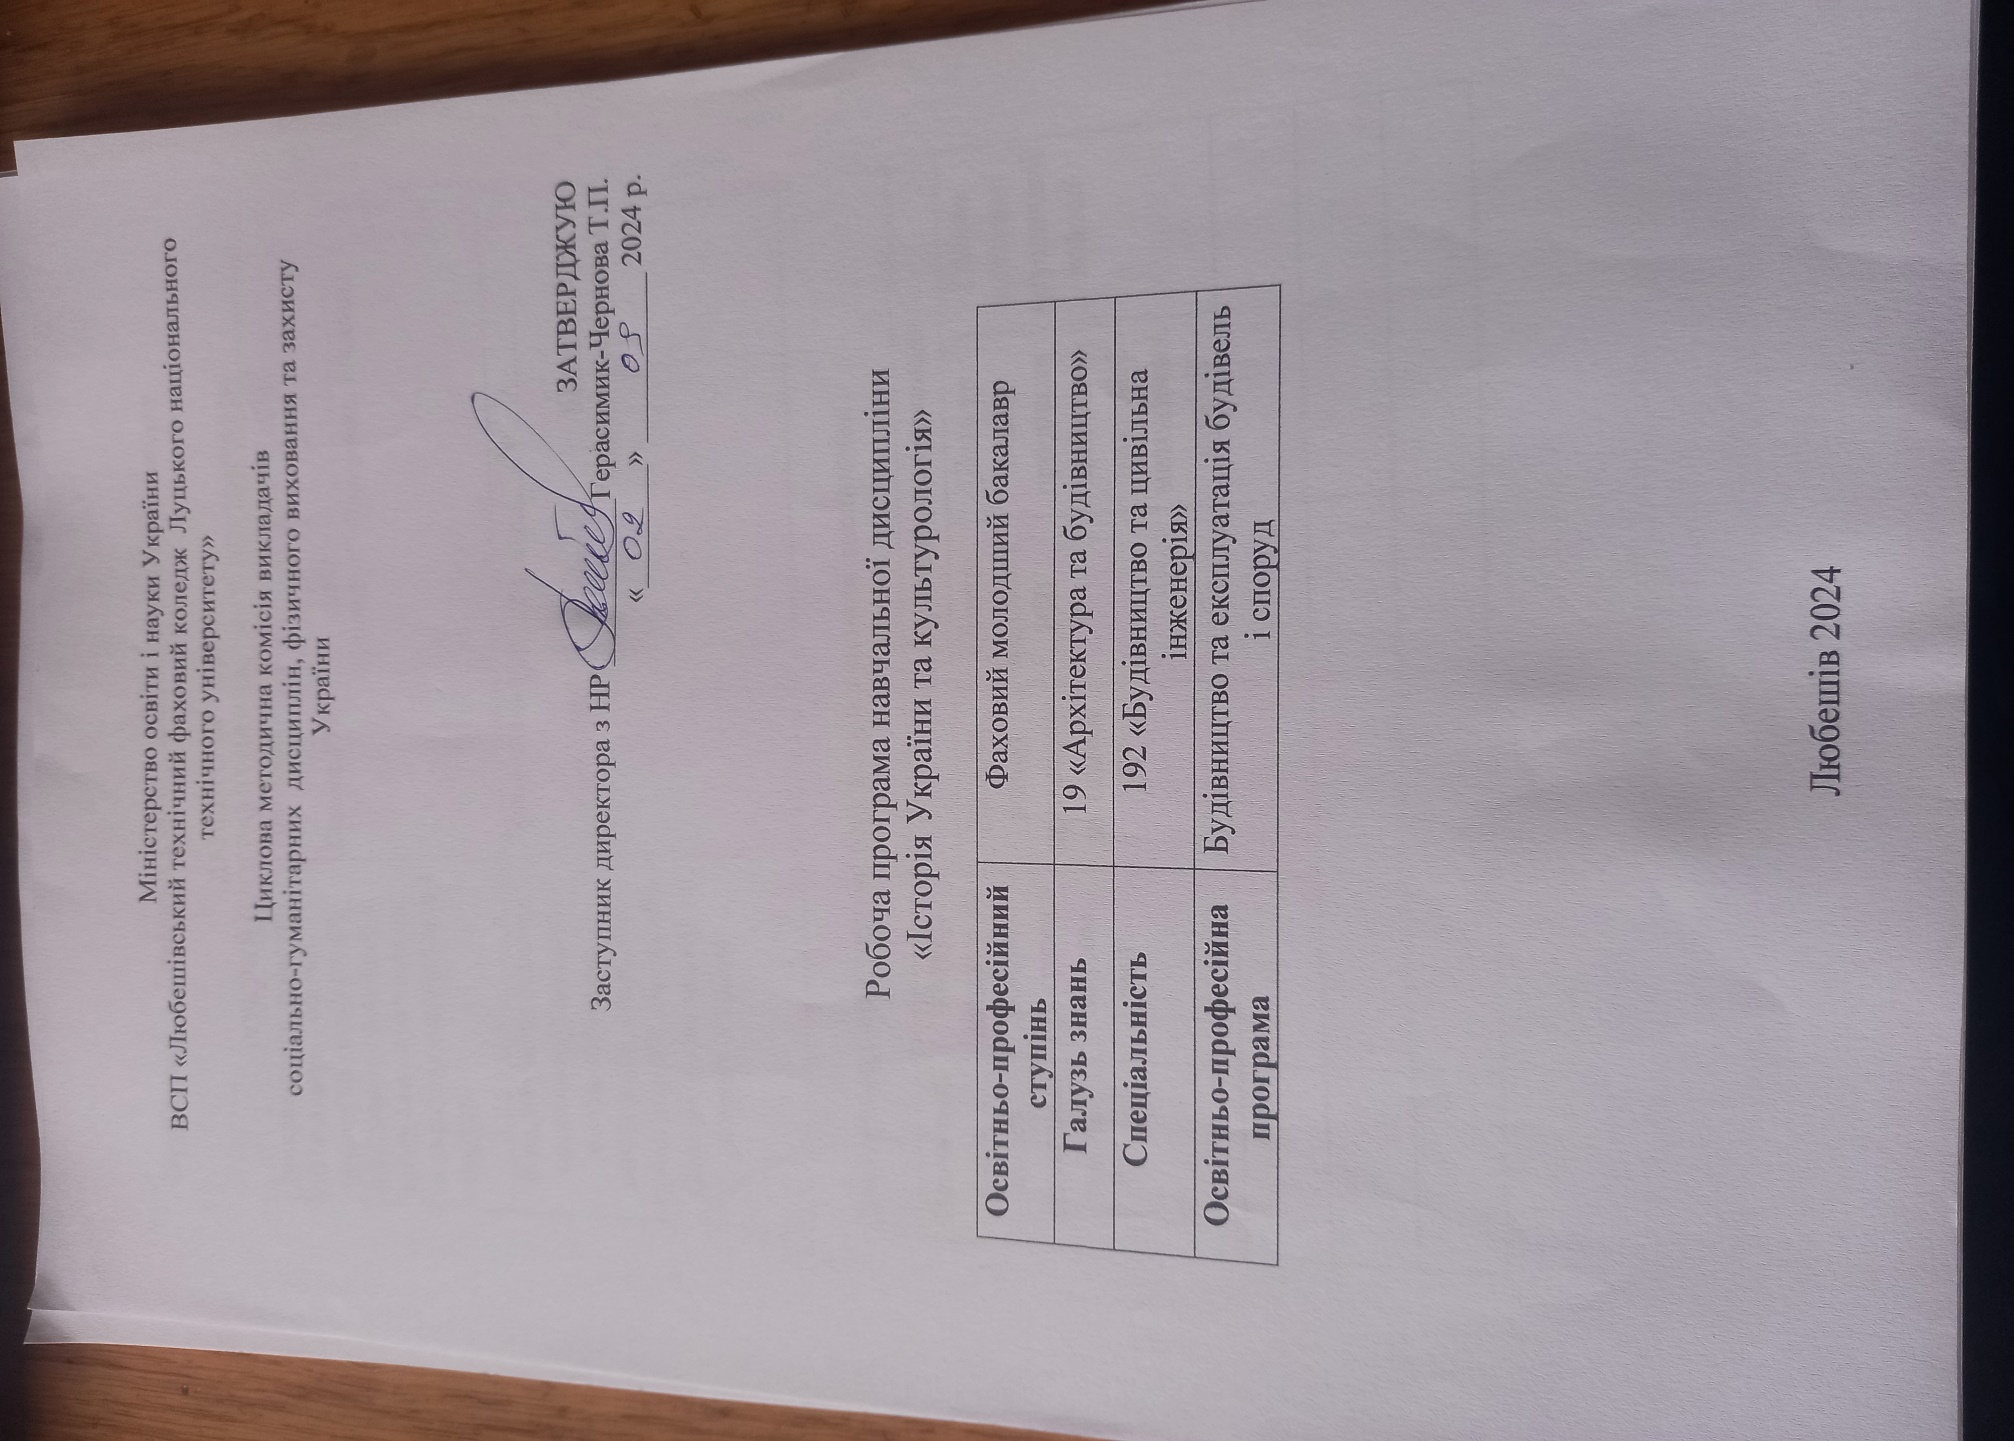 Міністерство освіти і науки України
ВСП «Любешівський технічний фаховий коледж Луцького національного
технічного університету»
Циклова методична комісія викладачів
соціально-гуманітарних дисциплін, фізичного виховання та захисту
України
ЗАТВЕРДЖУЮ
Заступник директора з НР Герасимик-Чернова Т.П.
« 02 » 09 2024 р.
Робоча програма навчальної дисципліни
«Історія України та культурологія»
Освітньо-професійний Фаховий молодший бакалавр
ступінь
Галузь знань 19 «Архітектура та будівництво»
Спеціальність 192 «Будівництво та цивільна
інженерія»
Освітньо-професійна Будівництво та експлуатація будівель
програма і споруд
Любешів 2024